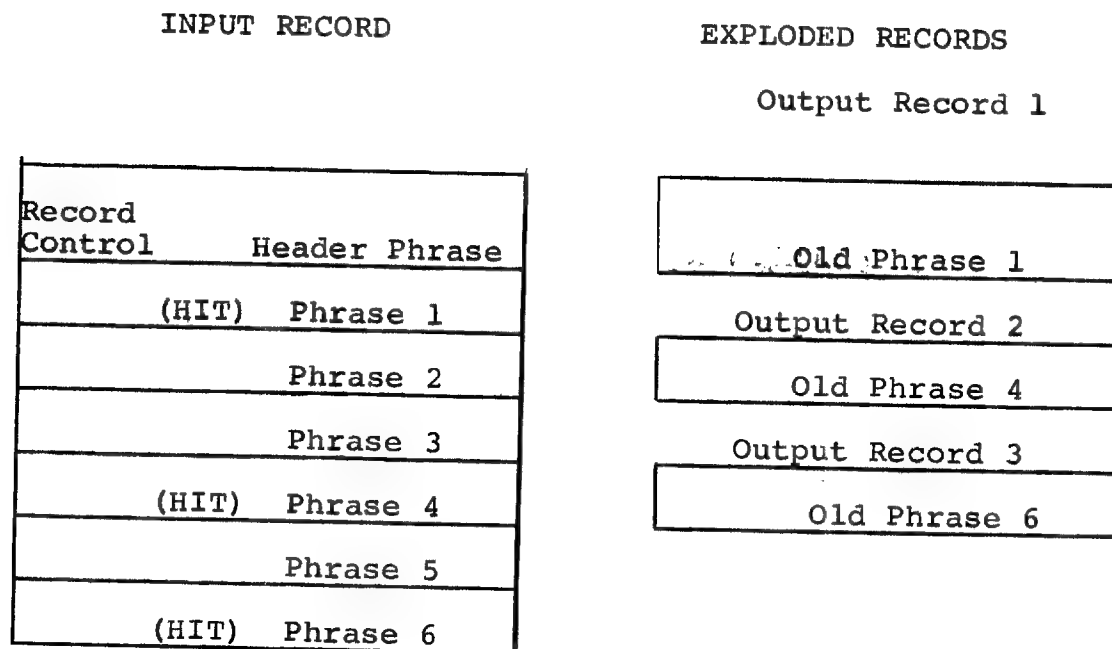 INPUT RECORD
Record
Control Header Phrase
(HIT) Phrase 1
Phrase 2
Phrase 3
(HIT) Phrase 4
Phrase 5
(HIT) Phrase 6
EXPLODED RECORDS
Output Record 1
Old Phrase 1
Output Record 2
Old Phrase 4
Output Record 3
Old Phrase 6